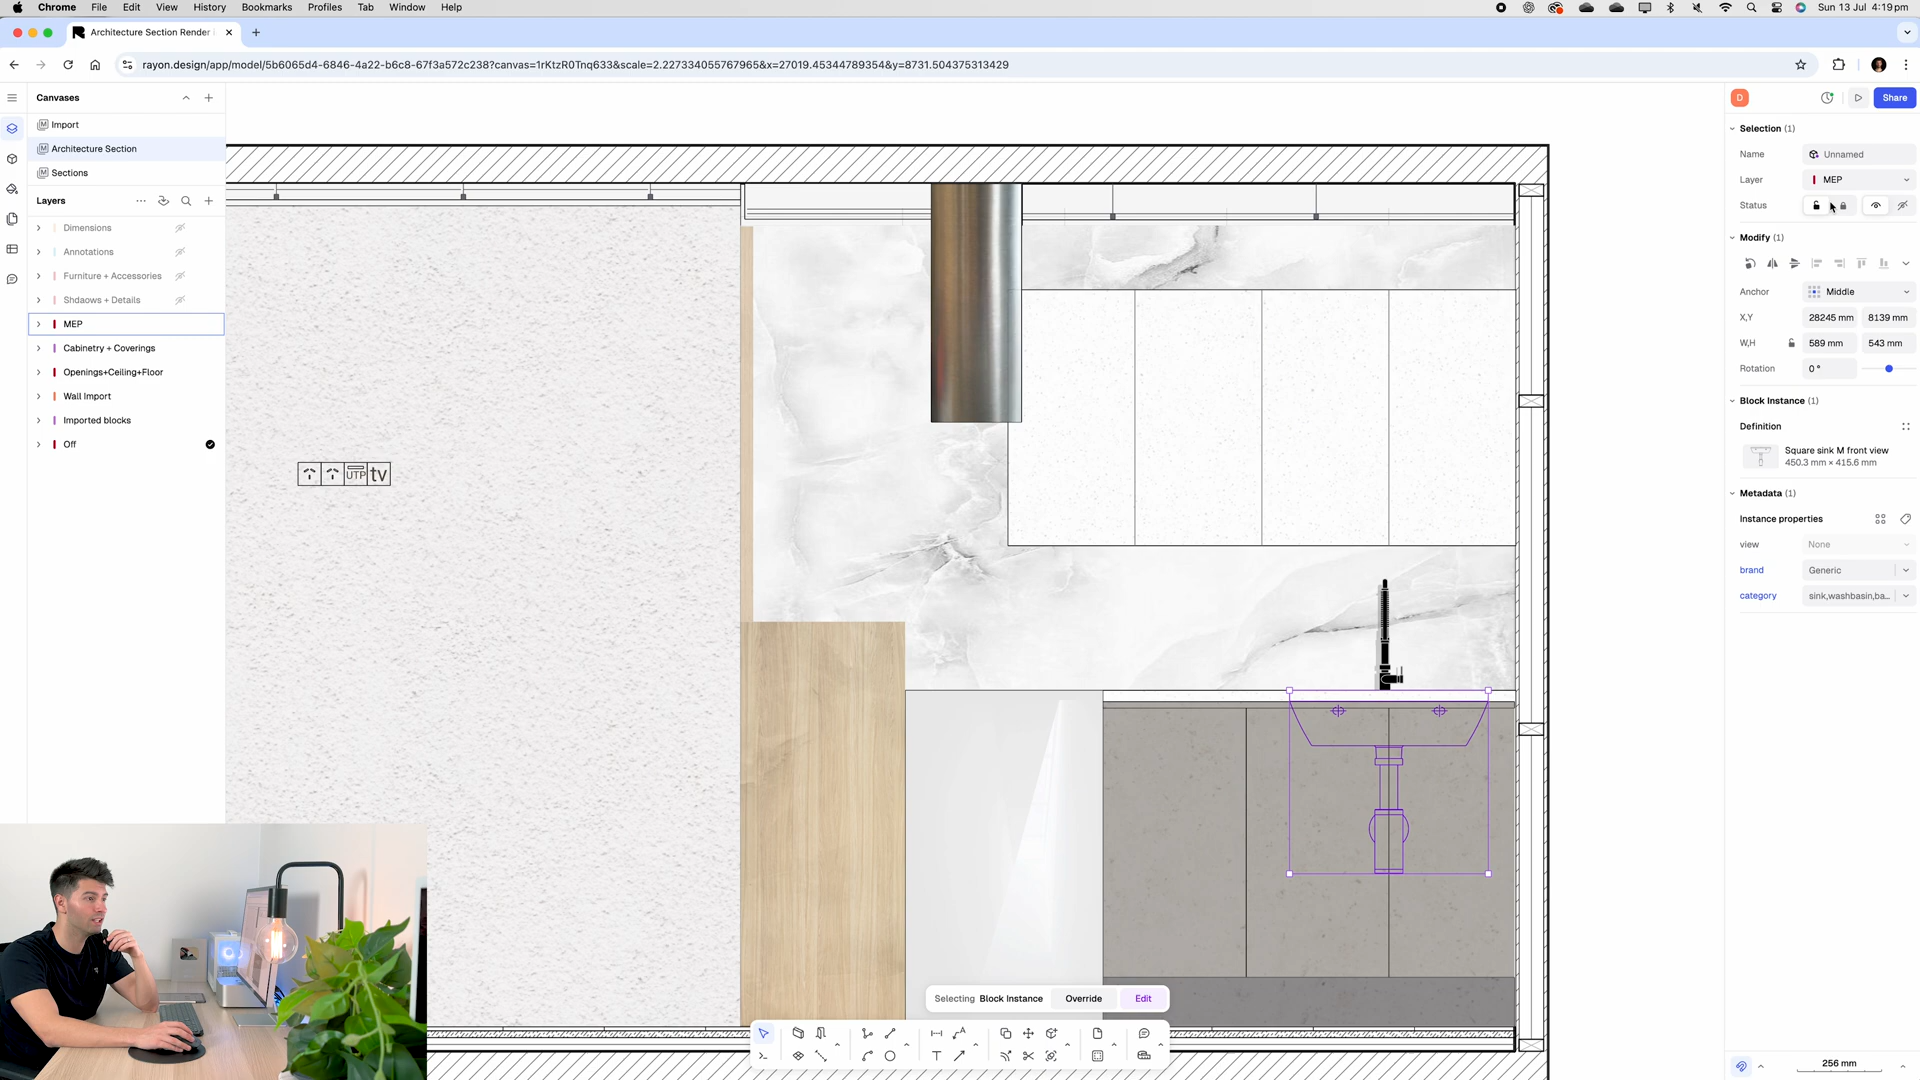 Chrome File Edit View History Bookmarks Profiles Tab Window Help
Sun 13 Jul 4:19pm
Architecture Section Render
rayon.design/app/model/5b6065d4-6846-4a22-b6c8-67f3a572c238?canvas=1rKtzR0Tnq633&scale=2.227334055767965&x=27019.45344789354&y=8731.504375313429
Canvases
Import
Architecture Section
Sections
Layers
Dimensions
Annotations
Furniture + Accessories
Shdaows + Details
MEP
Cabinetry + Coverings
Openings+Ceiling+Floor
Wall Import
Imported blocks
Off
UTP tv
D
Share
Selection (1)
Name Unnamed
Layer MEP
Status
Modify (1)
Anchor Middle
X,Y 28245 mm 8139 mm
W,H 589 mm 543 mm
Rotation 0 °
Block Instance (1)
Definition
Square sink M front view
450.3 mm × 415.6 mm
Metadata (1)
Instance properties
view None
brand Generic
category sink,washbasin,ba...
Selecting Block Instance Override Edit
256 mm